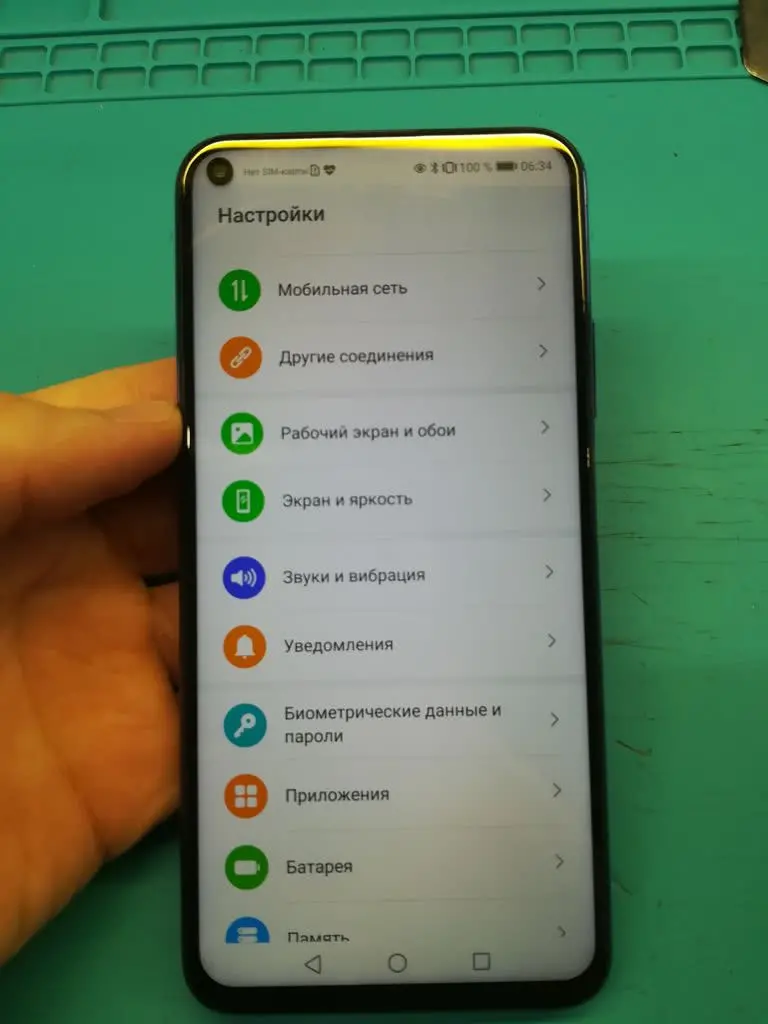 Нет SIM-карты 100 % 06:34
Настройки
Мобильная сеть
Другие соединения
Рабочий экран и обои
Экран и яркость
Звуки и вибрация
Уведомления
Биометрические данные и
пароли
Приложения
Батарея
Память